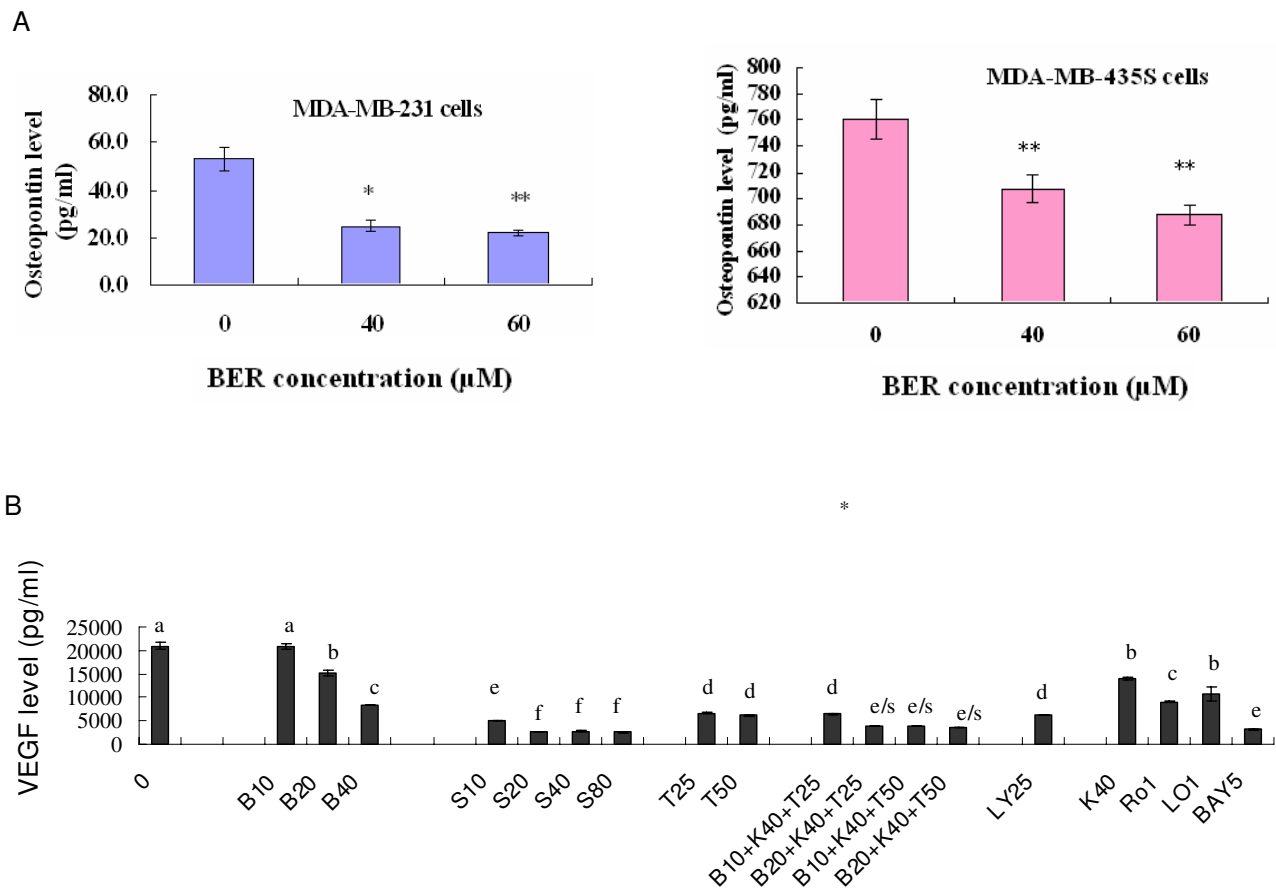 A
MDA-MB-231 cells
Osteopontin level
(pg/ml)
80.0
60.0
40.0
20.0
0.0
*
**
0 40 60
BER concentration (µM)
MDA-MB-435S cells
Osteopontin level (pg/ml)
800
780
760
740
720
700
680
660
640
620
**
**
0 40 60
BER concentration (µM)
B
*
VEGF level (pg/ml)
25000
20000
15000
10000
5000
0
a a b c e f f f d d d e/s e/s e/s d b c b e
0
B10
B20
B40
S10
S20
S40
S80
T25
T50
B10+K40+T25
B20+K40+T25
B10+K40+T50
B20+K40+T50
LY25
K40
Ro1
LO1
BAY5